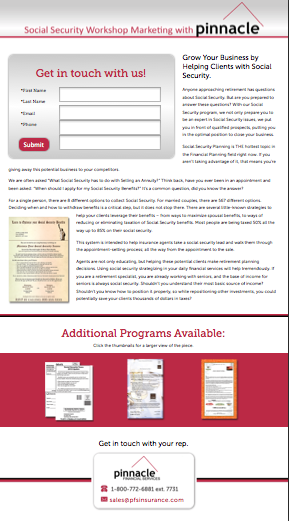 Social Security Workshop Marketing with pinnacle
Get in touch with us!
*First Name
*Last Name
*Email
*Phone
Submit
Grow Your Business by
Helping Clients with Social
Security.
Anyone approaching retirement has questions
about Social Security. But are you prepared to
answer these questions? With our Social
Security program, we not only prepare you to
be an expert in Social Security issues, we put
you in front of qualified prospects, putting you
in the optimal position to close your business.
Social Security Planning is THE hottest topic in
the Financial Planning field right now. If you
aren't taking advantage of it, that means you're
giving away this potential business to your competitors.
We are often asked "What Social Security has to do with Selling an Annuity?" Think back, have you ever been in an appointment and
been asked: "When should I apply for my Social Security Benefits?" It's a common question, did you know the answer?
For a single person, there are 8 different options to collect Social Security. For married couples, there are 567 different options.
Deciding when and how to withdraw benefits is a critical step, but it does not stop there. There are several little-known strategies to
help your clients leverage their benefits – from ways to maximize spousal benefits, to ways of
reducing or eliminating taxation of Social Security benefits. Most people are being taxed 50% all the
way up to 85% on their social security.
This system is intended to help insurance agents take a social security lead and walk them through
the appointment-setting process, all the way from the appointment to the sale.
Agents are not only educating, but helping these potential clients make retirement planning
decisions. Using social security strategizing in your daily financial services will help tremendously. If
you are a retirement specialist, you are already working with seniors, and the base of income for
seniors is always social security. Shouldn't you understand their most basic source of income?
Shouldn't you know how to position it properly, so while repositioning other investments, you could
potentially save your clients thousands of dollars in taxes?
Additional Programs Available:
Click the thumbnails for a larger view of the piece.
Get in touch with your rep.
pinnacle
FINANCIAL SERVICES
1-800-772-6881 ext. 7731
sales@pfsinsurance.com